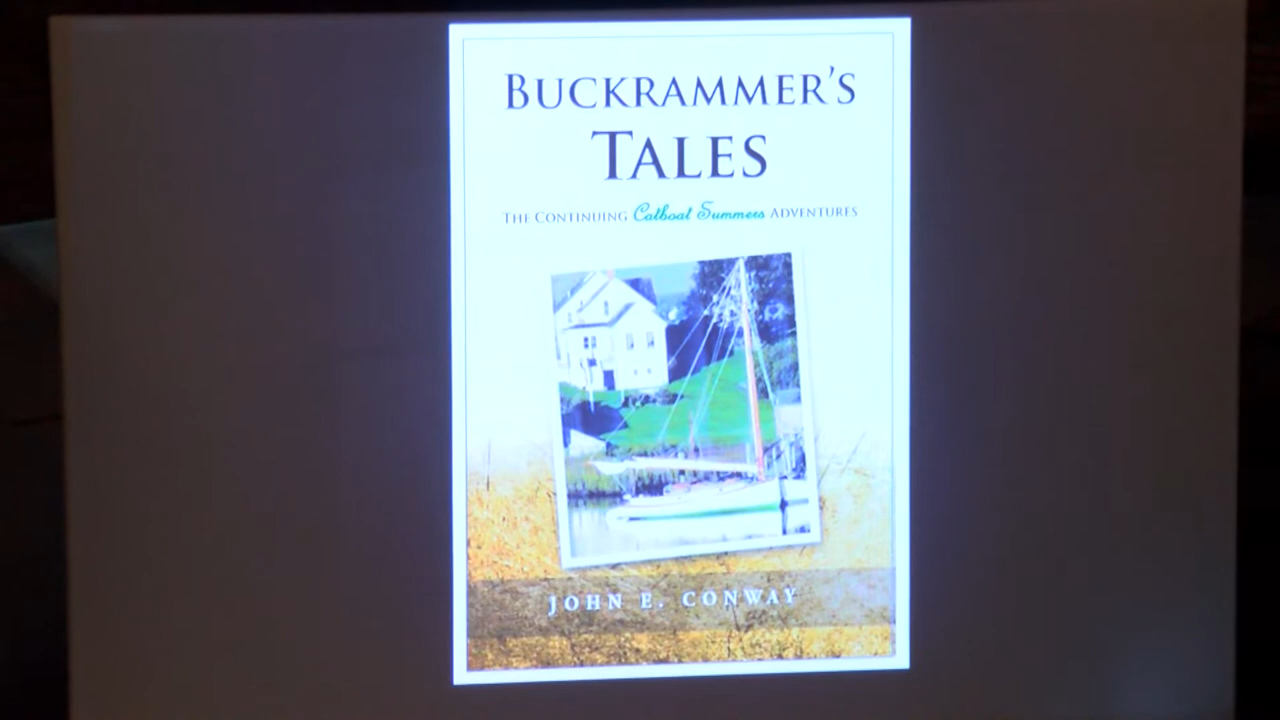 BUCKRAMMER'S
TALES
THE CONTINUING Catboat Summers ADVENTURES
JOHN E. CONWAY